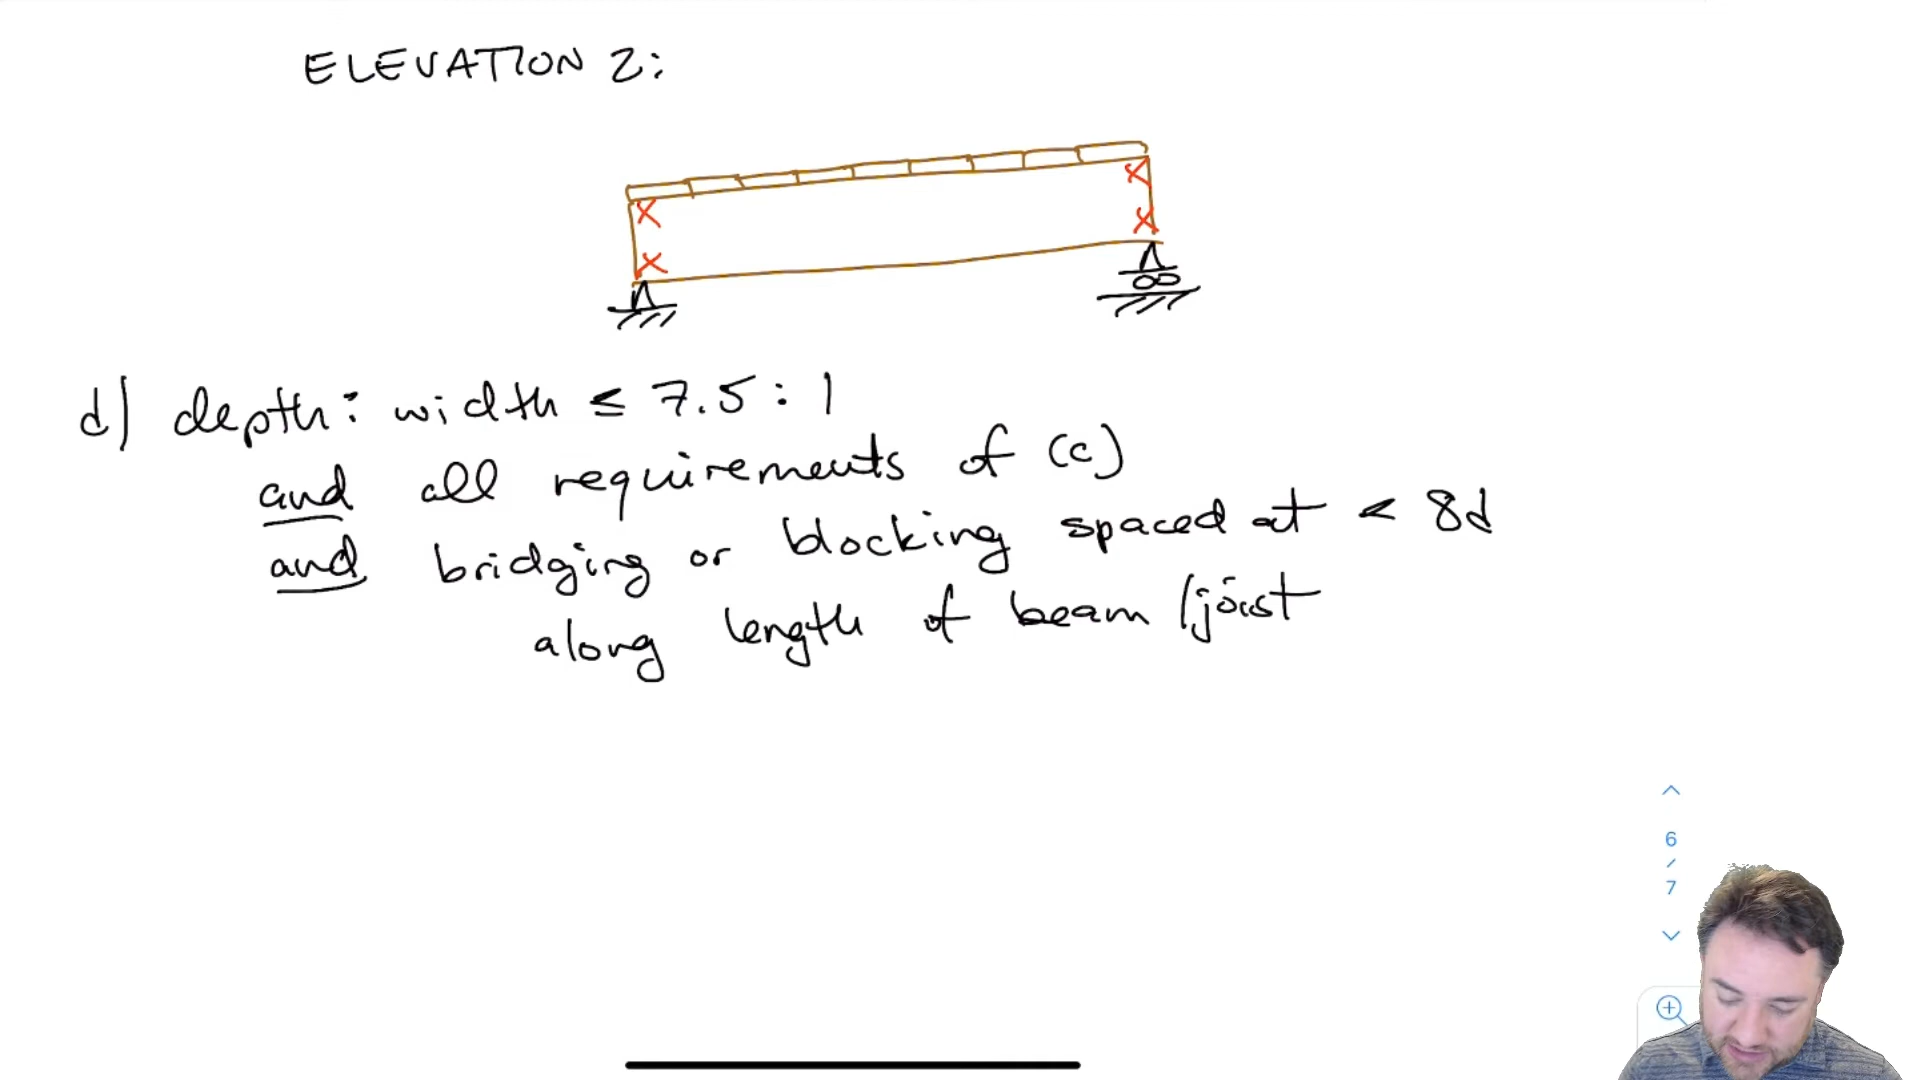 ELEVATION 2:
d) depth : width ≤ 7.5 : 1
and all requirements of (c)
and bridging or blocking spaced at < 8d
along length of beam / joist
6
/
7